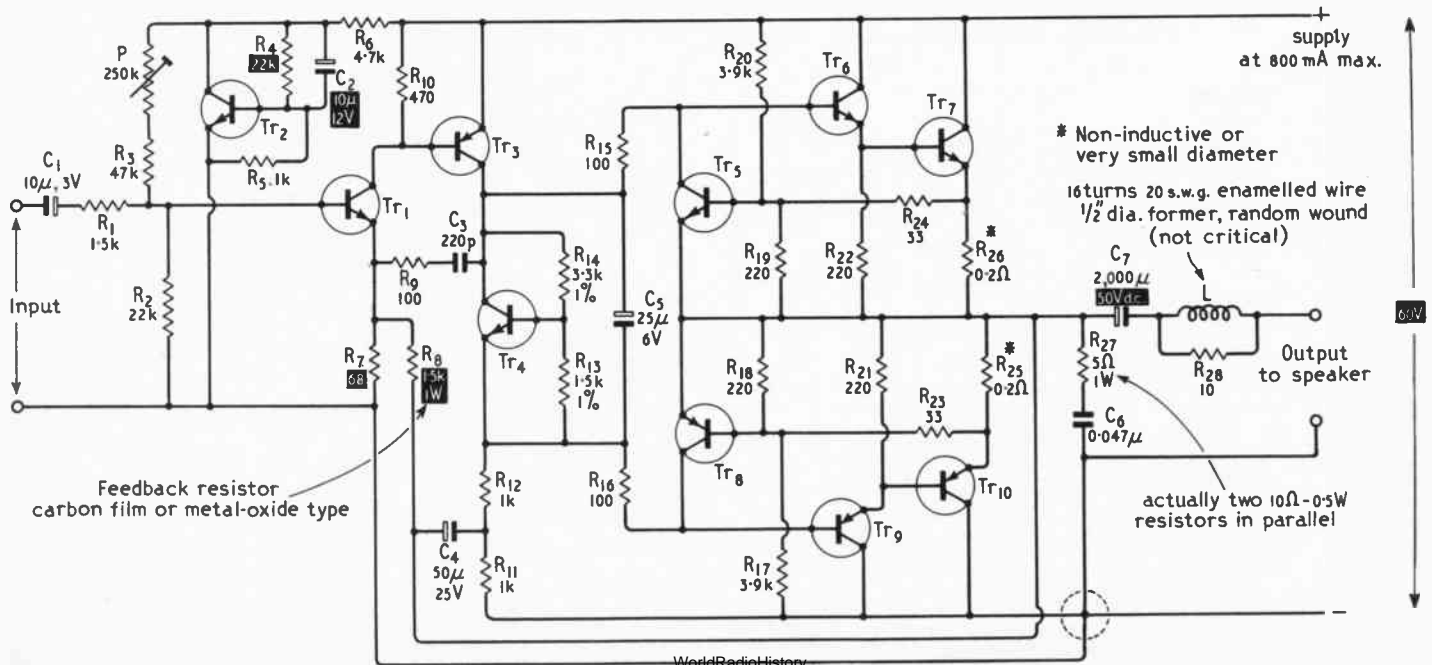 P
250k
R4
22k
R6
4.7k
C2
10μ
12V
Tr2
R3
47k
R5 1k
C1
10μ, 3V
R1
1.5k
R2
22k
Input
R10
470
Tr3
Tr1
R9
100
C3
220p
R14
3.3k
1%
Tr4
R13
1.5k
1%
R7
68
R8
1.5k
1W
Feedback resistor
carbon film or metal-oxide type
R12
1k
C4
50μ
25V
R11
1k
R15
100
C5
25μ
6V
R16
100
R20
3.9k
Tr6
Tr7
Tr5
R24
33
R19
220
R22
220
*
R26
0.2Ω
R18
220
R21
220
*
R25
0.2Ω
R23
33
Tr8
Tr9
Tr10
R17
3.9k
+
supply
at 800mA max.
60V
* Non-inductive or
very small diameter
16 turns 20 s.w.g. enamelled wire
1/2" dia. former, random wound
(not critical)
C7
2,000μ
50V d.c.
L
R28
10
R27
5Ω
1W
C6
0.047μ
Output
to speaker
actually two 10Ω-0.5W
resistors in parallel
−
WorldRadioHistory